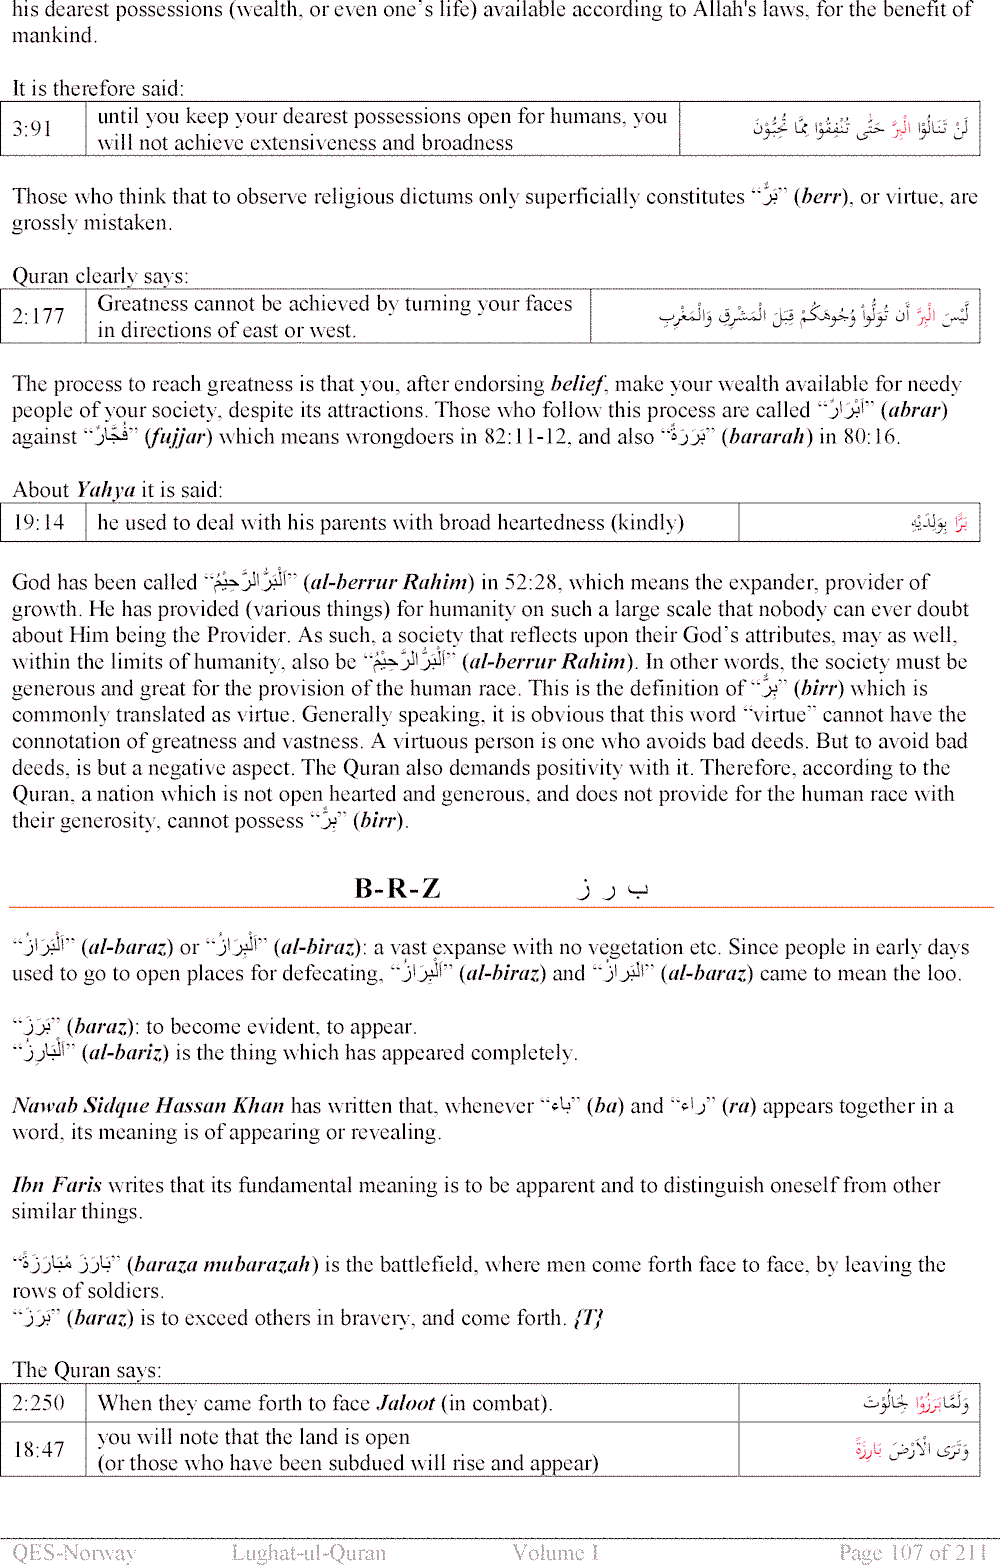 his dearest possessions (wealth, or even one's life) available according to Allah's laws, for the benefit of
mankind.
It is therefore said:
3:91 until you keep your dearest possessions open for humans, you will not achieve extensiveness and broadness لَنْ تَنَالُوْا الْبِرَّ حَتّٰى تُنْفِقُوْا مِمَّا تُحِبُّوْنَ
Those who think that to observe religious dictums only superficially constitutes “بَرٌّ” (berr), or virtue, are
grossly mistaken.
Quran clearly says:
2:177 Greatness cannot be achieved by turning your faces in directions of east or west. لَّيْسَ الْبِرَّ أَن تُوَلُّواْ وُجُوهَكُمْ قِبَلَ الْمَشْرِقِ وَالْمَغْرِبِ
The process to reach greatness is that you, after endorsing belief, make your wealth available for needy
people of your society, despite its attractions. Those who follow this process are called “اَبْرَارٌ” (abrar)
against “فُجَّارٌ” (fujjar) which means wrongdoers in 82:11-12, and also “بَرَرَةٌ” (bararah) in 80:16.
About Yahya it is said:
19:14 he used to deal with his parents with broad heartedness (kindly) بَرًّا بِوَلِدَيْهِ
God has been called “اَلْبَرُّ الرَّحِيْمُ” (al-berrur Rahim) in 52:28, which means the expander, provider of
growth. He has provided (various things) for humanity on such a large scale that nobody can ever doubt
about Him being the Provider. As such, a society that reflects upon their God's attributes, may as well,
within the limits of humanity, also be “اَلْبَرُّ الرَّحِيْمُ” (al-berrur Rahim). In other words, the society must be
generous and great for the provision of the human race. This is the definition of “بِرٌّ” (birr) which is
commonly translated as virtue. Generally speaking, it is obvious that this word “virtue” cannot have the
connotation of greatness and vastness. A virtuous person is one who avoids bad deeds. But to avoid bad
deeds, is but a negative aspect. The Quran also demands positivity with it. Therefore, according to the
Quran, a nation which is not open hearted and generous, and does not provide for the human race with
their generosity, cannot possess “بِرٌّ” (birr).
B-R-Z ب ر ز
“اَلْبَرَازُ” (al-baraz) or “اَلْبِرَازُ” (al-biraz): a vast expanse with no vegetation etc. Since people in early days
used to go to open places for defecating, “اَلْبِرَازُ” (al-biraz) and “الْبَرازُ” (al-baraz) came to mean the loo.
“بَرَزَ” (baraz): to become evident, to appear.
“اَلْبَارِزُ” (al-bariz) is the thing which has appeared completely.
Nawab Sidque Hassan Khan has written that, whenever “باء” (ba) and “راء” (ra) appears together in a
word, its meaning is of appearing or revealing.
Ibn Faris writes that its fundamental meaning is to be apparent and to distinguish oneself from other
similar things.
“بَارَزَ مُبَارَزَةً” (baraza mubarazah) is the battlefield, where men come forth face to face, by leaving the
rows of soldiers.
“بَرَزَ” (baraz) is to exceed others in bravery, and come forth. {T}
The Quran says:
2:250 When they came forth to face Jaloot (in combat). وَلَمَّا بَرَزُوْا لِجَالُوْتَ
18:47 you will note that the land is open (or those who have been subdued will rise and appear) وَتَرَى الْاَرْضَ بَارِزَةً
QES-Norway Lughat-ul-Quran Volume I Page 107 of 211